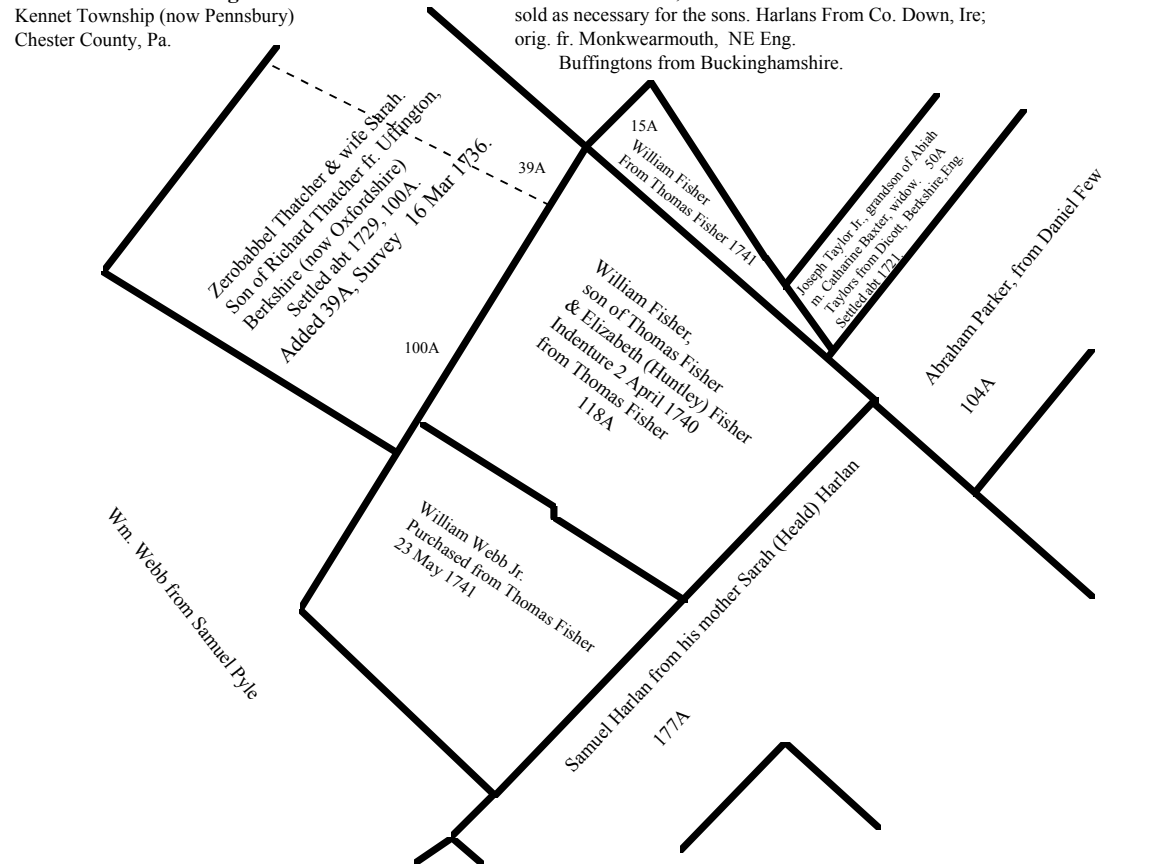 Kennet Township (now Pennsbury)
Chester County, Pa.
sold as necessary for the sons. Harlans From Co. Down, Ire;
orig. fr. Monkwearmouth, NE Eng.
Buffingtons from Buckinghamshire.
Zerobabbel Thatcher & wife Sarah.
Son of Richard Thatcher fr. Uffington,
Berkshire (now Oxfordshire)
Settled abt 1729, 100A.
Added 39A, Survey 16 Mar 1736.
39A
100A
15A
William Fisher
From Thomas Fisher 1741
Joseph Taylor Jr., grandson of Abiah
m. Catharine Baxter, widow. 50A
Taylors from Dicott, Berkshire,Eng.
Settled abt 1721.
Abraham Parker, from Daniel Few
104A
William Fisher,
son of Thomas Fisher
& Elizabeth (Huntley) Fisher
Indenture 2 April 1740
from Thomas Fisher
118A
William Webb Jr.
Purchased from Thomas Fisher
23 May 1741
Wm. Webb from Samuel Pyle
Samuel Harlan from his mother Sarah (Heald) Harlan
177A